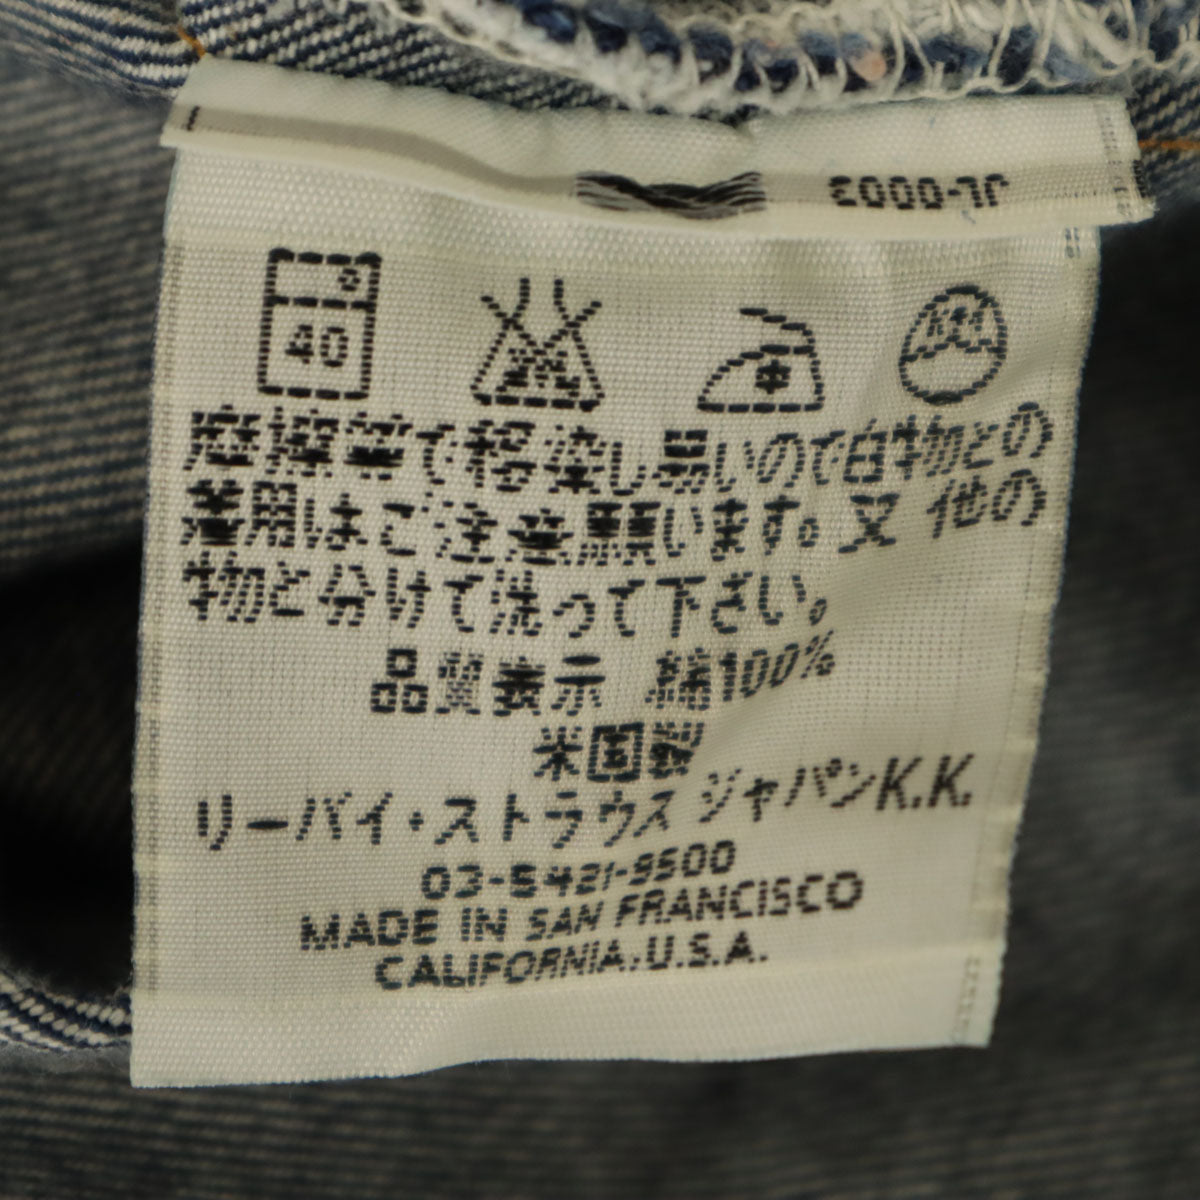 40
中
摩擦等で移染し易いので白物との
着用はご注意願います。又他の
物と分けて洗って下さい。
品質表示 綿100%
米国製
リーバイ・ストラウス ジャパンK.K.
03-5421-9500
MADE IN SAN FRANCISCO
CALIFORNIA.U.S.A.